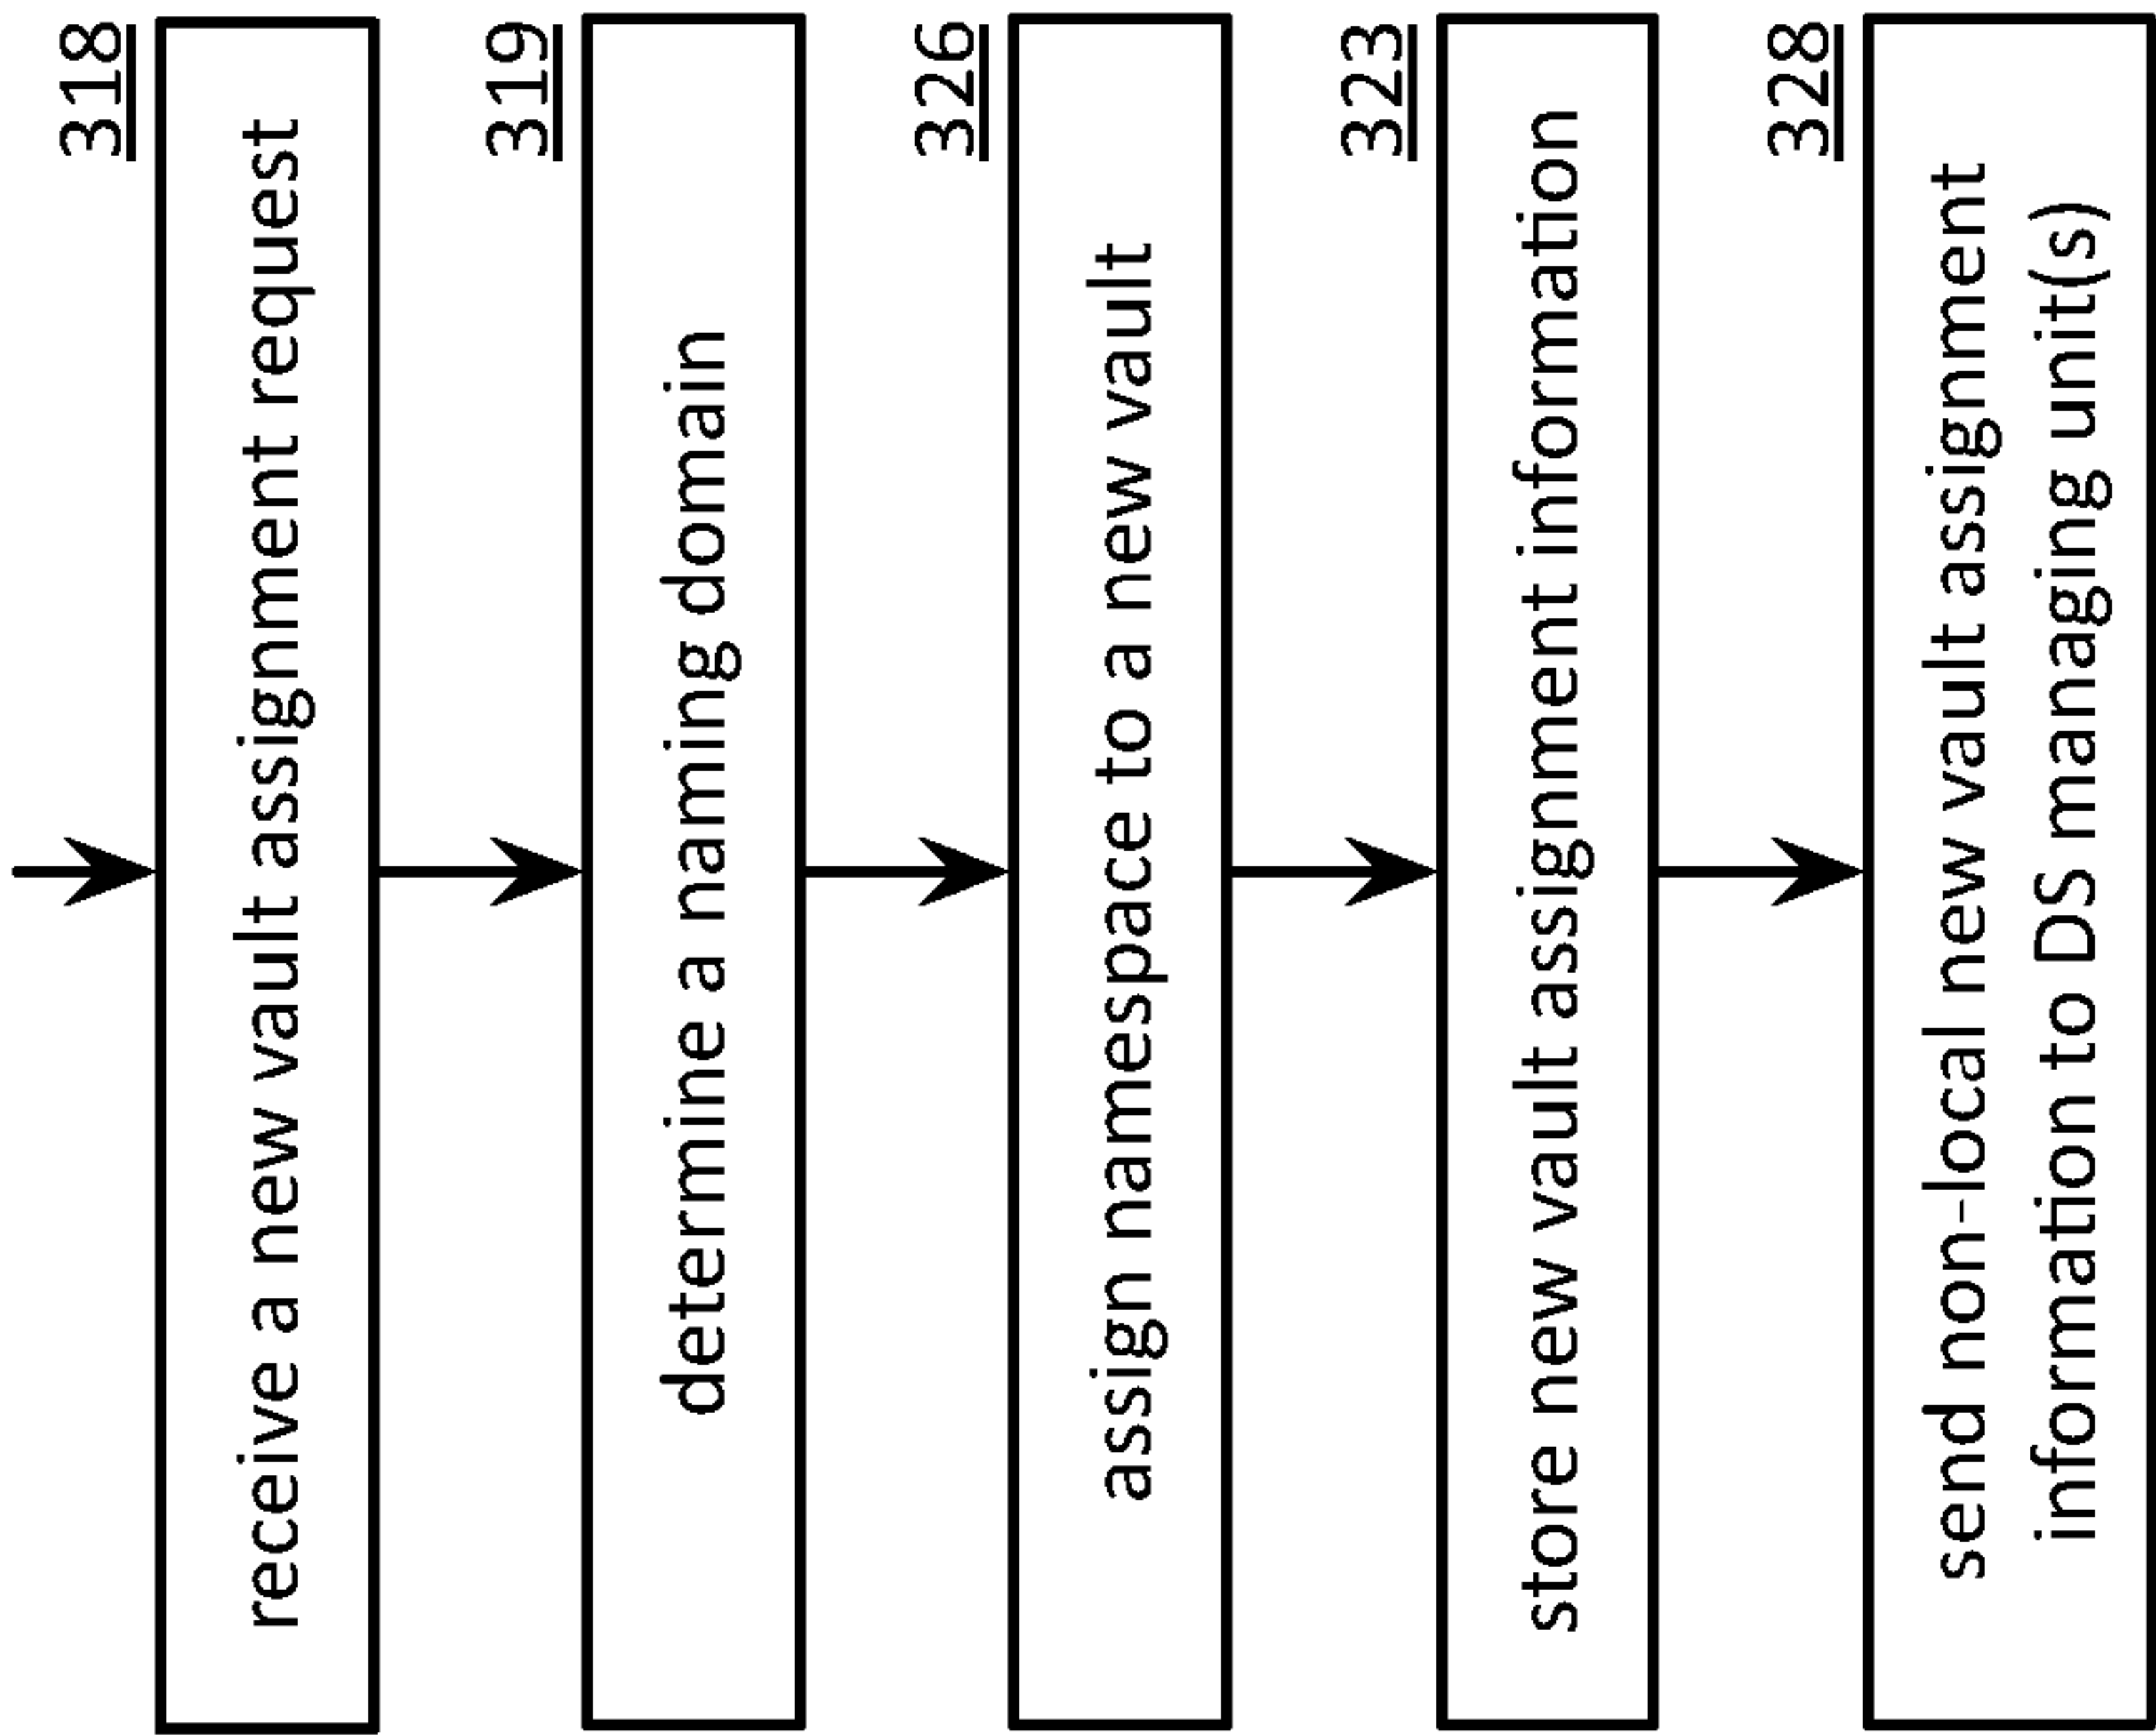 318
receive a new vault assignment request
319
determine a naming domain
326
assign namespace to a new vault
323
store new vault assignment information
328
send non-local new vault assignment
information to DS managing unit(s)